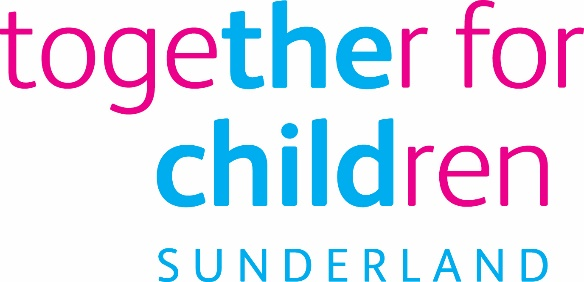 together for
children
SUNDERLAND